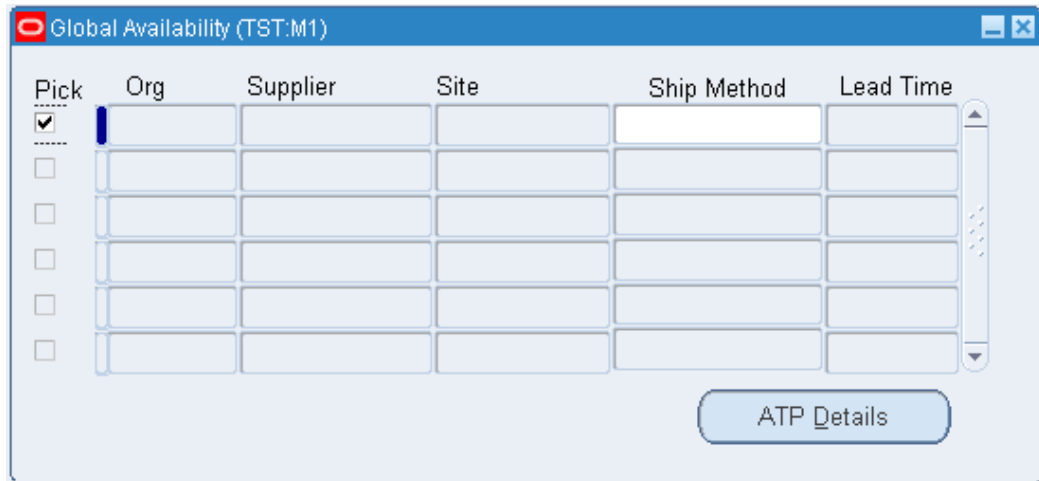 Global Availability (TST:M1)
Pick Org Supplier Site Ship Method Lead Time
ATP Details